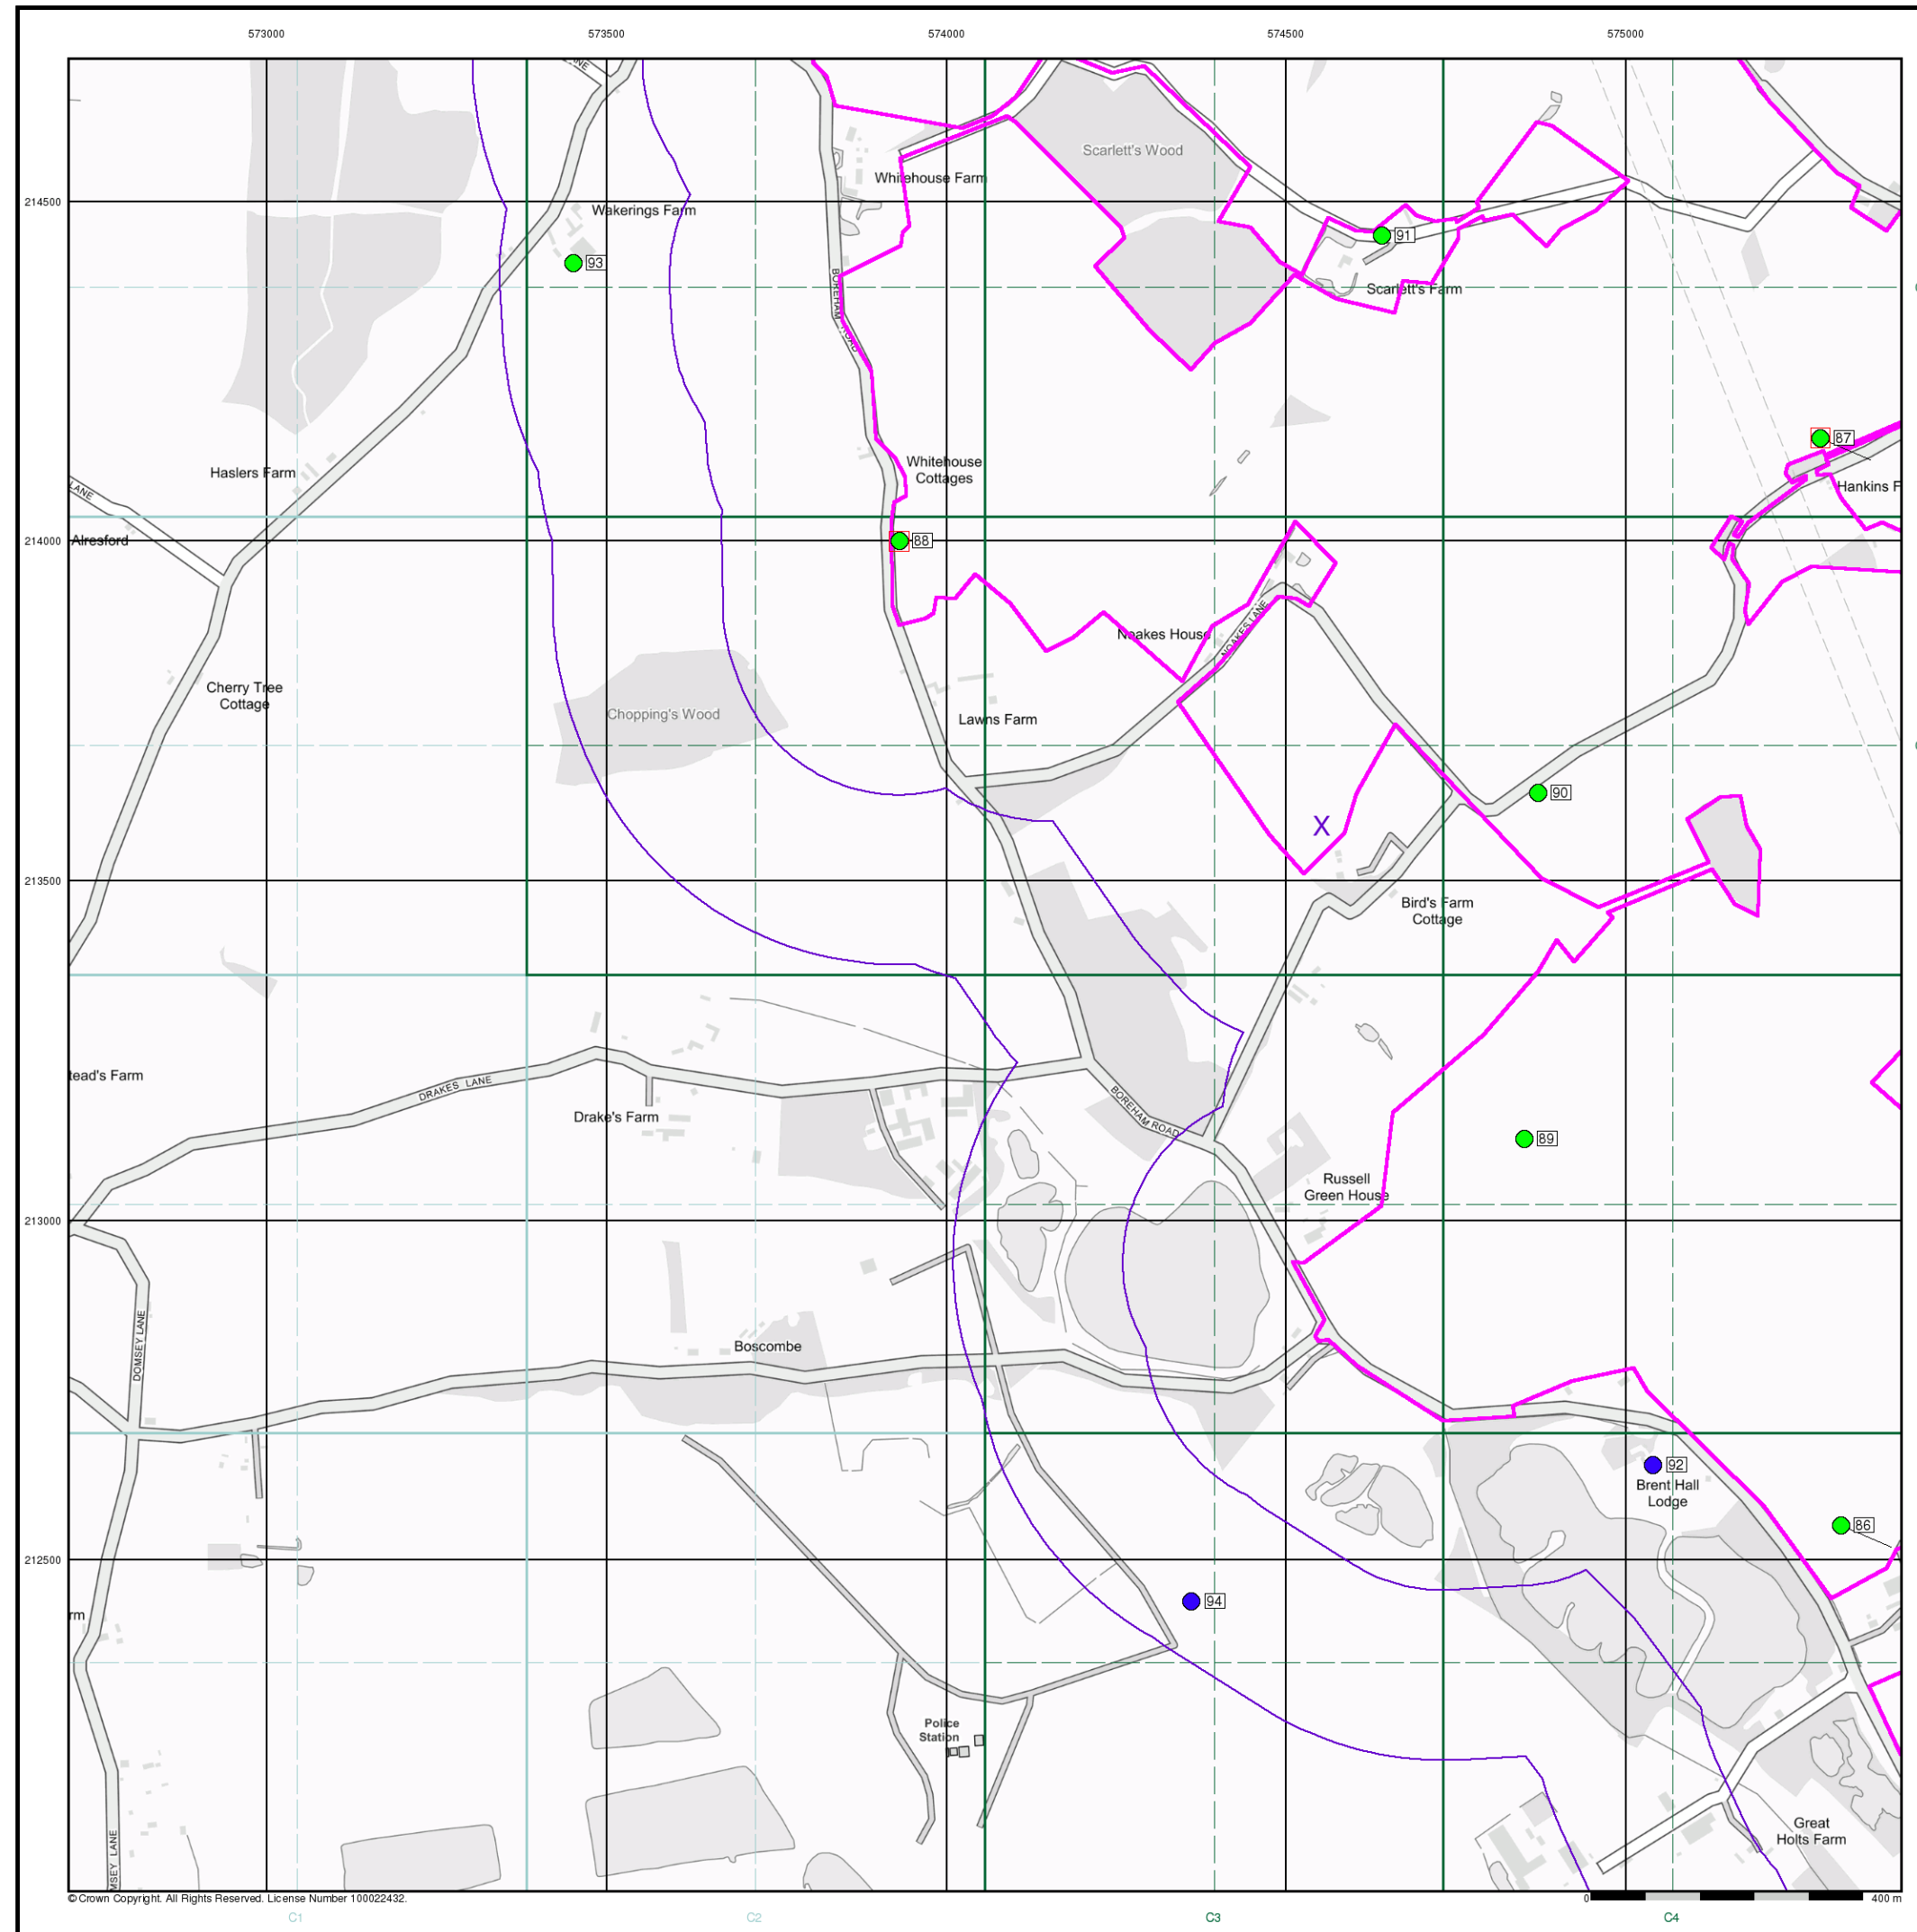 573000
573500
574000
574500
575000
Scarlett's Wood
Whitehouse Farm
214500
Wakerings Farm
91
93
BOREHAM ROAD
Scarlett's Farm
87
Whitehouse
Cottages
Haslers Farm
LANE
Hankins F
214000
Alresford
88
NOAKES LANE
Noakes House
Cherry Tree
Cottage
Chopping's Wood
Lawns Farm
90
X
213500
Bird's Farm
Cottage
tead's Farm
DRAKES LANE
Drake's Farm
BOREHAM ROAD
89
Russell
Green House
213000
DOMSEY LANE
Boscombe
92
Brent Hall
Lodge
86
212500
94
rm
Police
Station
Great
Holts Farm
MSEY LANE
© Crown Copyright. All Rights Reserved. License Number 100022432.
0
400 m
C1
C2
C3
C4